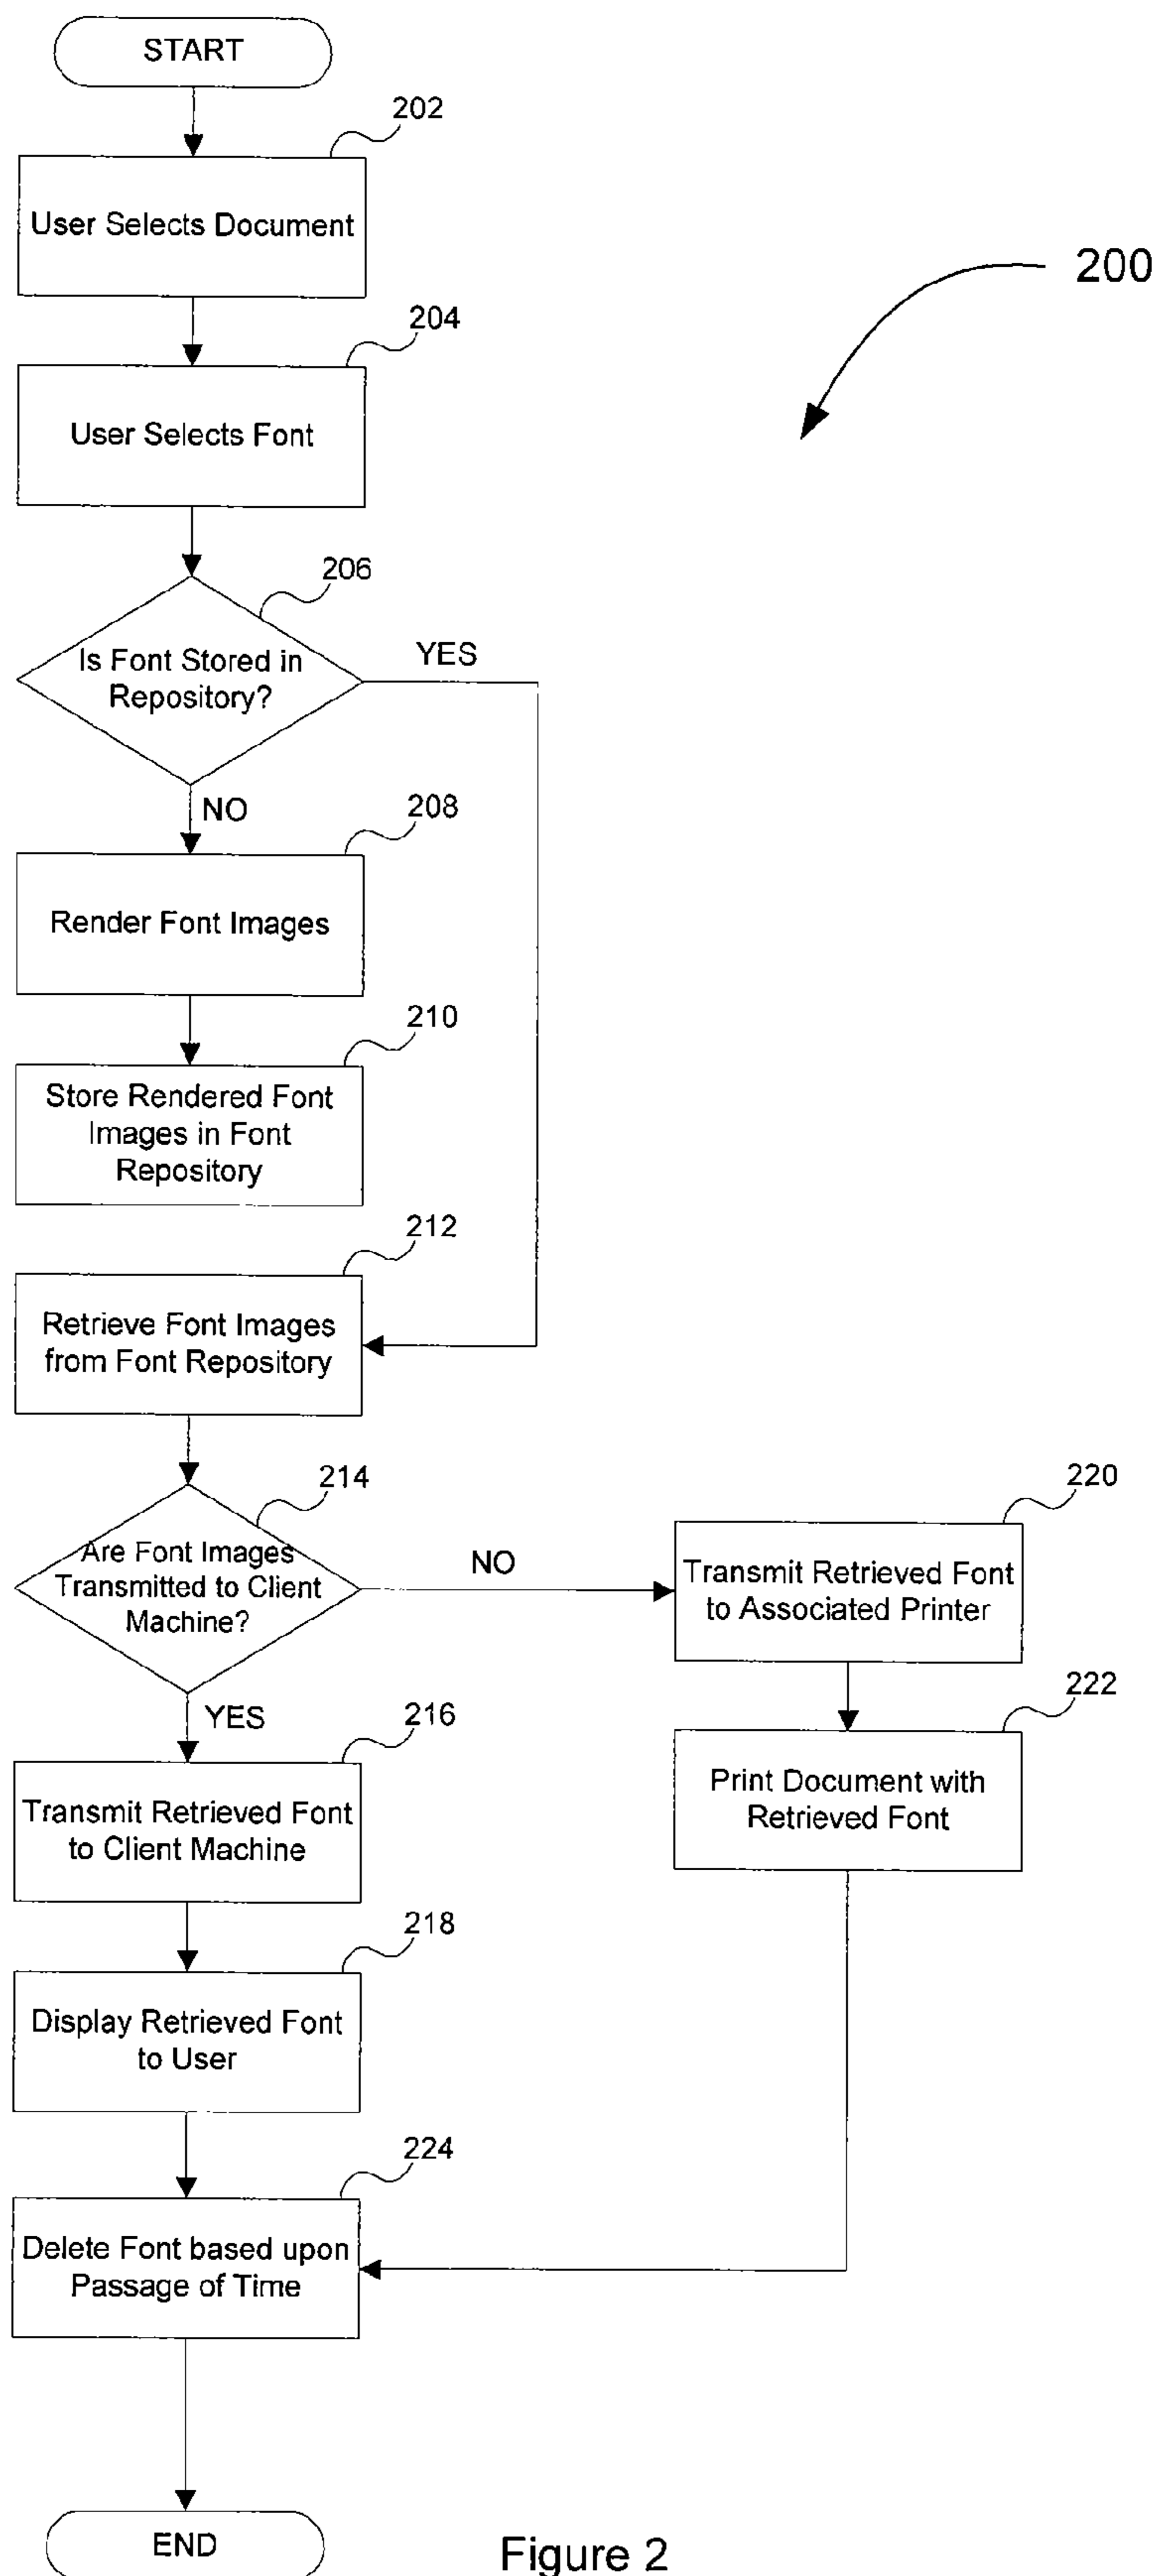 START
202
User Selects Document
200
204
User Selects Font
206
Is Font Stored in
Repository?
YES
NO
208
Render Font Images
210
Store Rendered Font
Images in Font
Repository
212
Retrieve Font Images
from Font Repository
214
Are Font Images
Transmitted to Client
Machine?
NO
220
Transmit Retrieved Font
to Associated Printer
YES
216
Transmit Retrieved Font
to Client Machine
222
Print Document with
Retrieved Font
218
Display Retrieved Font
to User
224
Delete Font based upon
Passage of Time
END
Figure 2